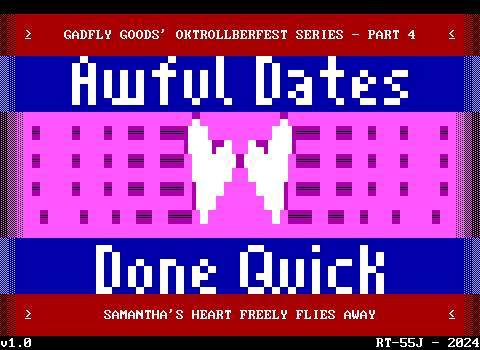 > GADFLY GOODS' OKTROLLBERFEST SERIES - PART 4 <
Awful Dates
Done Quick
> SAMANTHA'S HEART FREELY FLIES AWAY <
v1.0 RT-55J - 2024